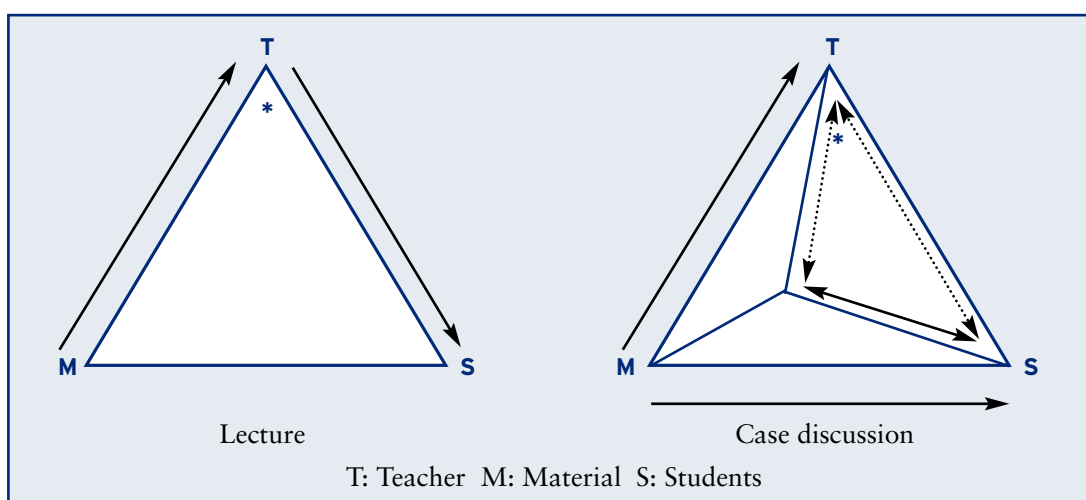 T T
* *
M S M S
Lecture Case discussion
T: Teacher M: Material S: Students